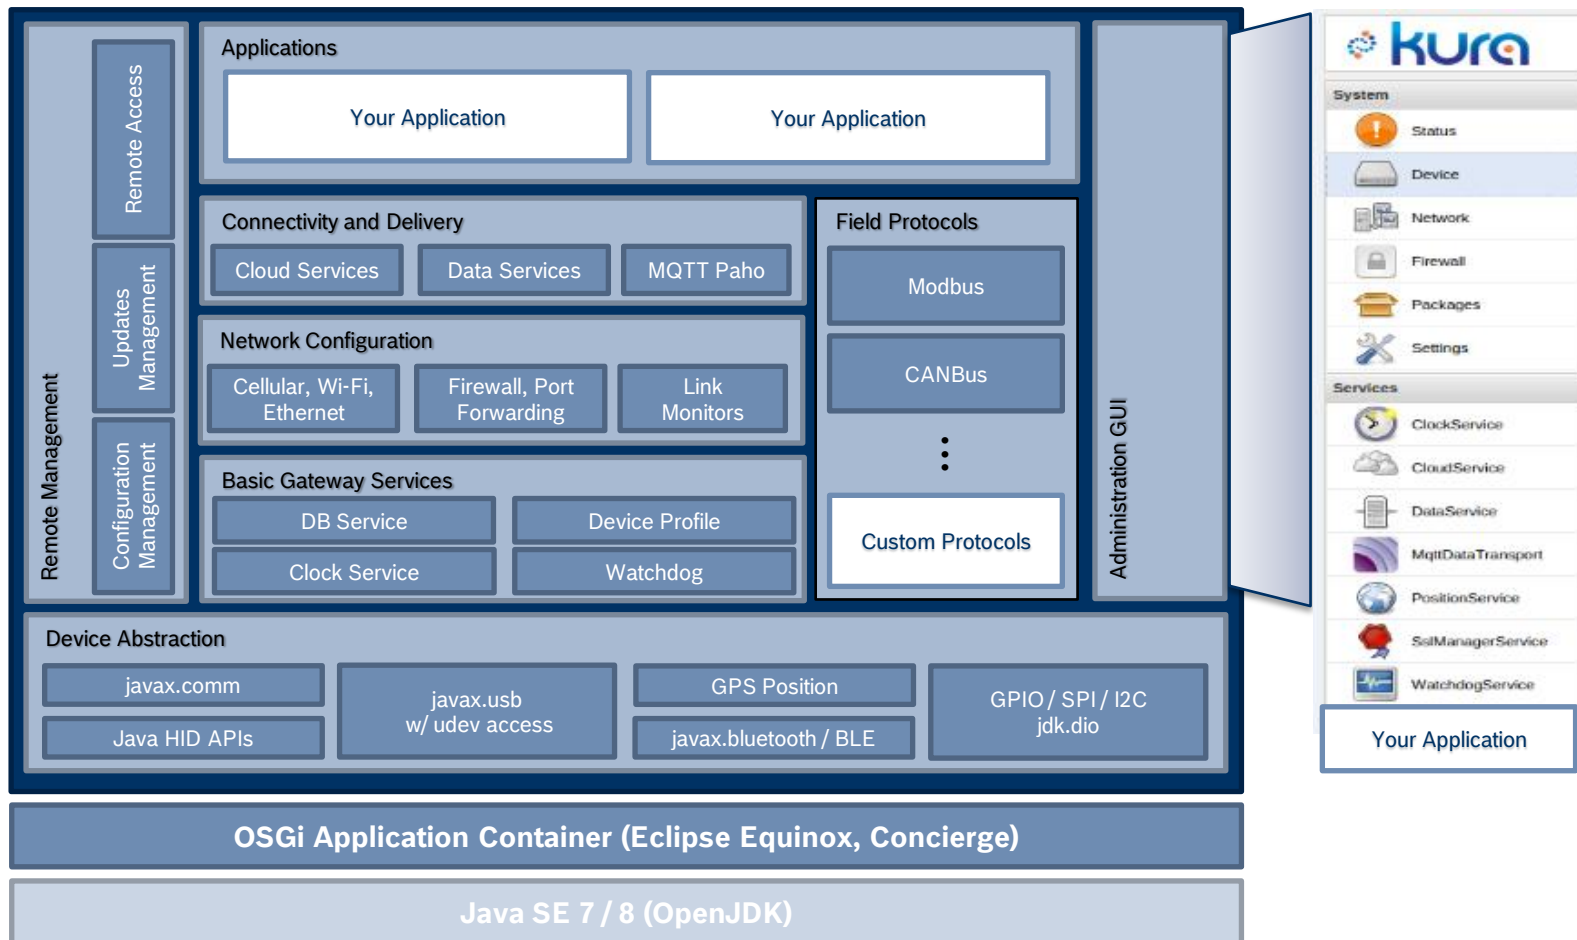 Applications
Your Application
Your Application
Remote Management
Remote Access
Updates
Management
Configuration
Management
Connectivity and Delivery
Cloud Services
Data Services
MQTT Paho
Network Configuration
Cellular, Wi-Fi,
Ethernet
Firewall, Port
Forwarding
Link
Monitors
Basic Gateway Services
DB Service
Device Profile
Clock Service
Watchdog
Field Protocols
Modbus
CANBus
Custom Protocols
Administration GUI
Device Abstraction
javax.comm
Java HID APIs
javax.usb
w/ udev access
GPS Position
javax.bluetooth / BLE
GPIO / SPI / I2C
jdk.dio
OSGi Application Container (Eclipse Equinox, Concierge)
Java SE 7 / 8 (OpenJDK)
kura
System
Status
Device
Network
Firewall
Packages
Settings
Services
ClockService
CloudService
DataService
MqttDataTransport
PositionService
SslManagerService
WatchdogService
Your Application